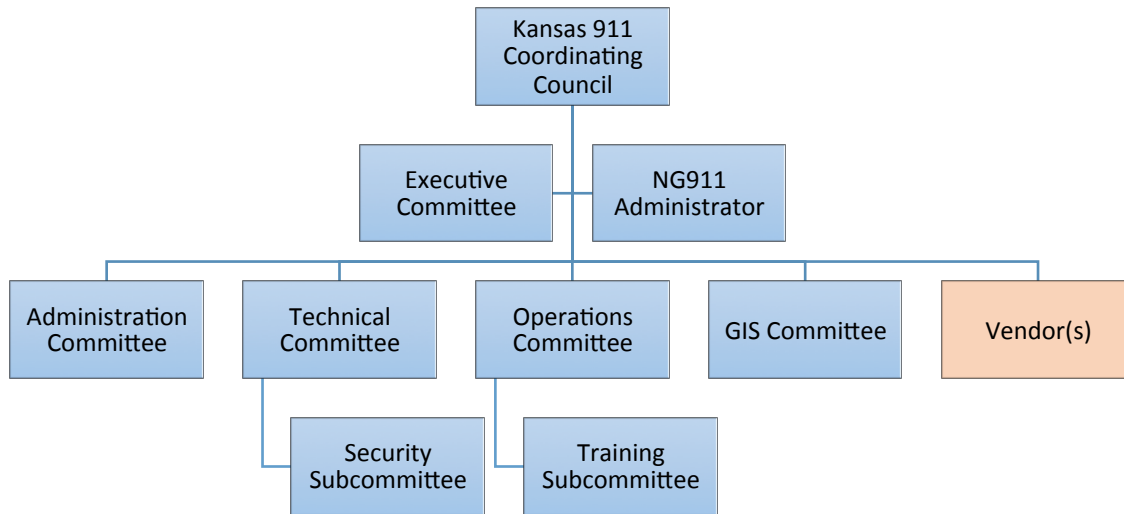 Kansas 911
Coordinating
Council
Executive
Committee
NG911
Administrator
Administration
Committee
Technical
Committee
Operations
Committee
GIS Committee
Vendor(s)
Security
Subcommittee
Training
Subcommittee